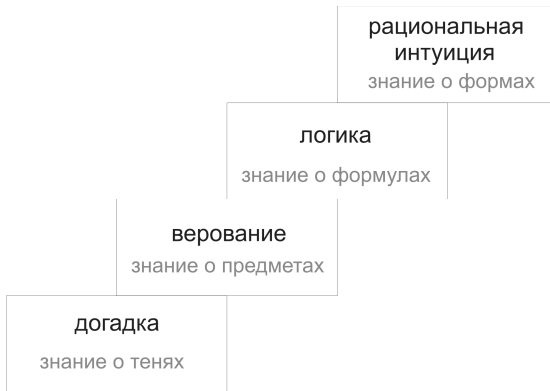 рациональная
интуиция
знание о формах
логика
знание о формулах
верование
знание о предметах
догадка
знание о тенях